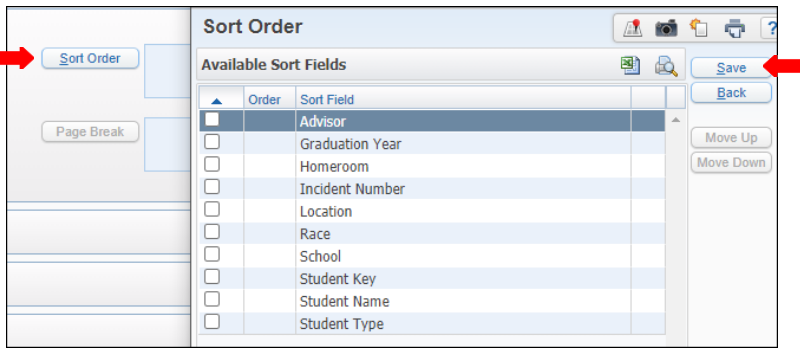 Sort Order
Page Break
Sort Order
?
Available Sort Fields
Save
Back
Move Up
Move Down
Order Sort Field
Advisor
Graduation Year
Homeroom
Incident Number
Location
Race
School
Student Key
Student Name
Student Type